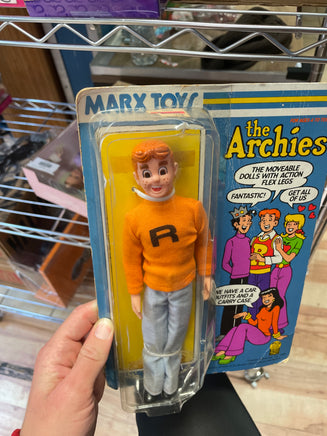 MARX TOYS
the
Archies
THE MOVEABLE
DOLLS WITH ACTION
FLEX LEGS
FANTASTIC!
GET ALL
OF US
R
HAVE A CAR,
OUTFITS AND A
CARRY CASE